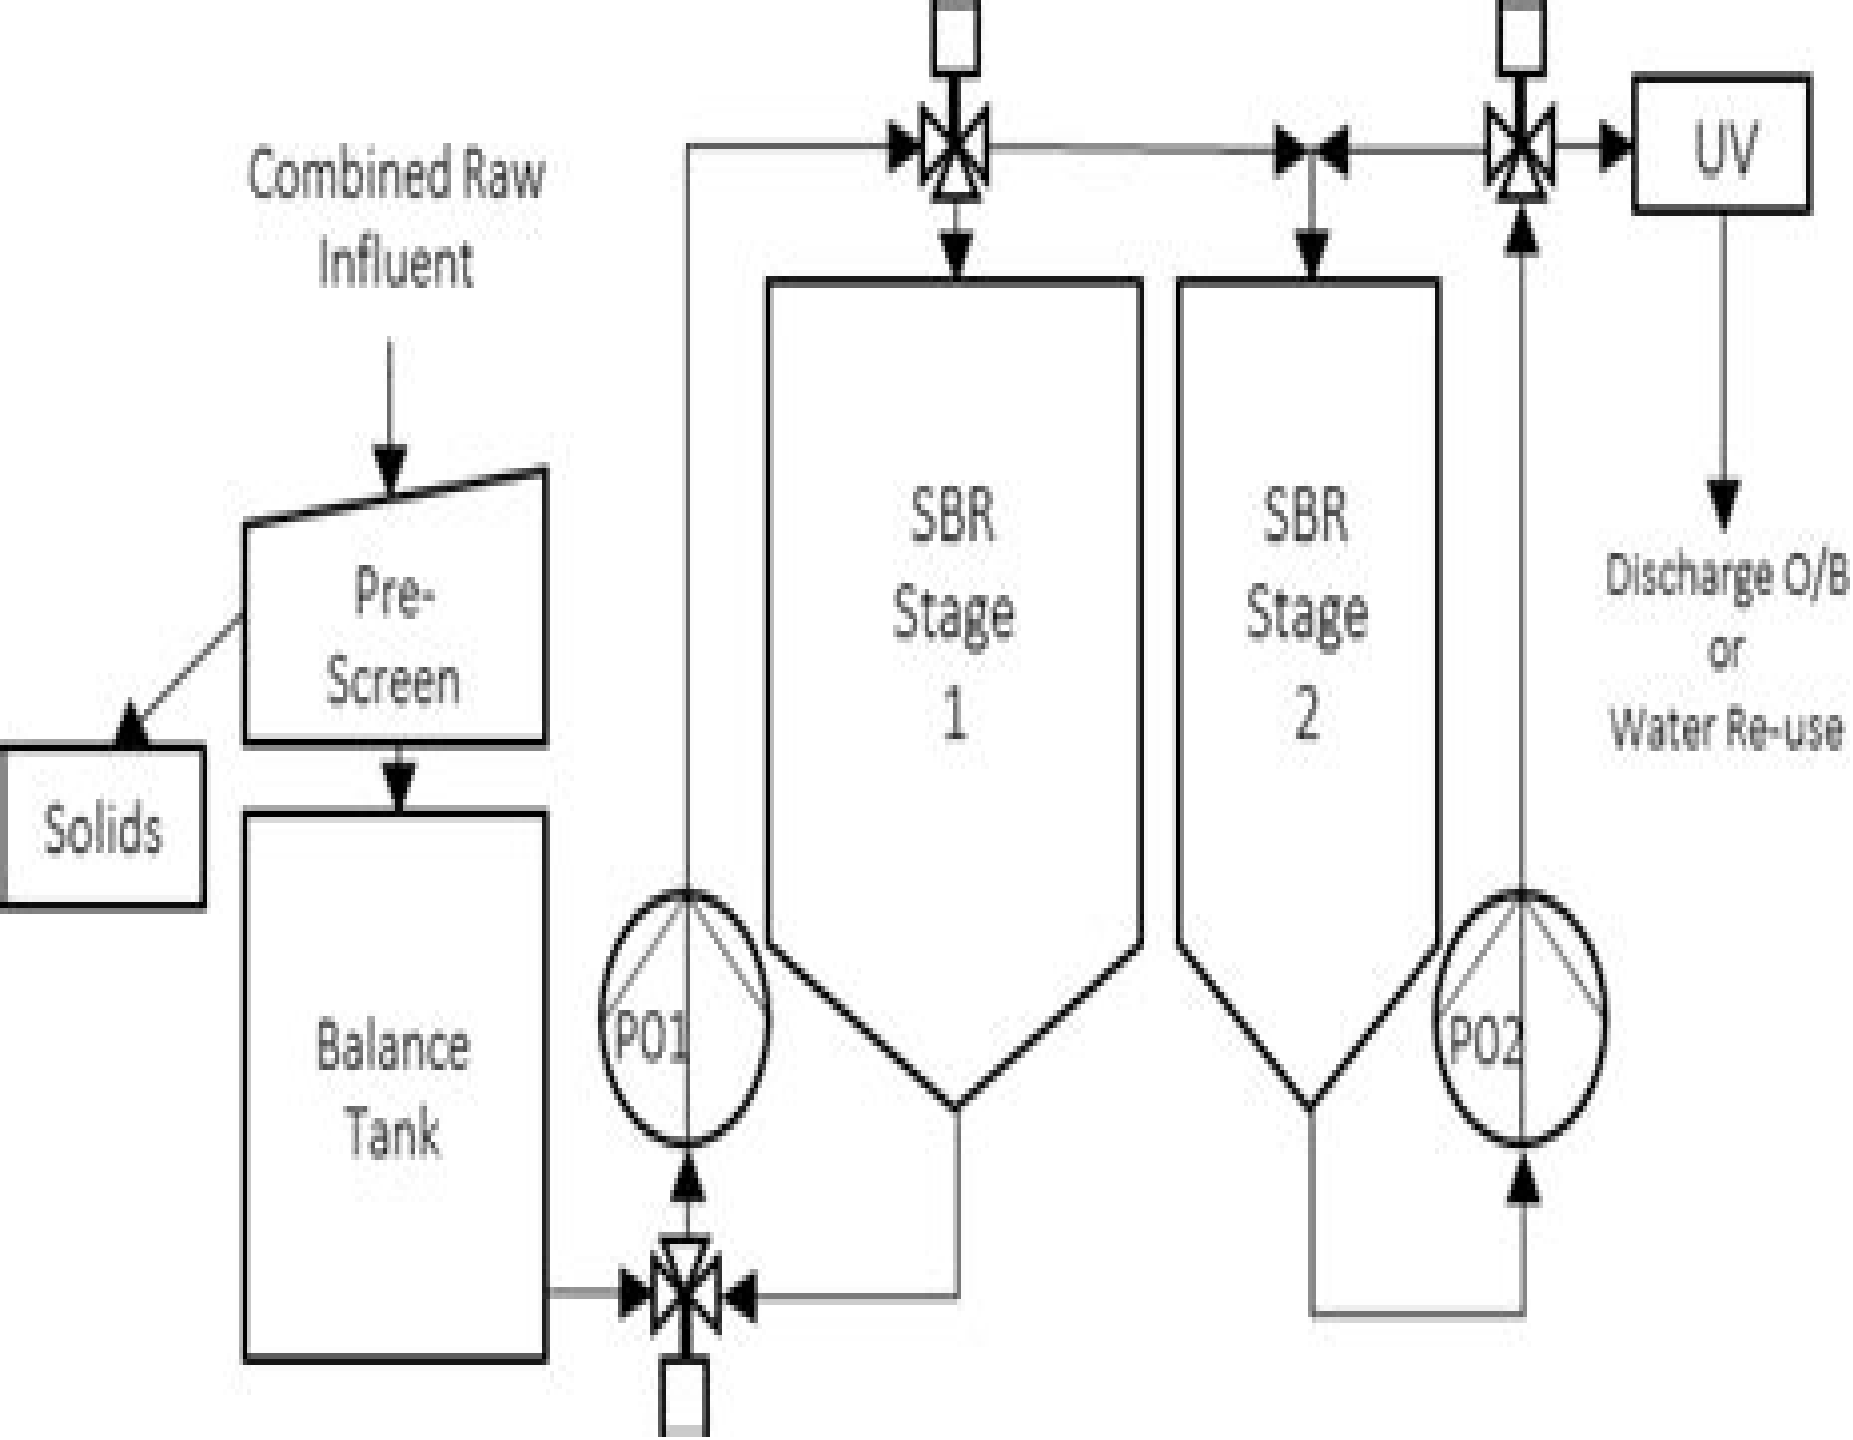 Combined Raw
Influent
Pre-
Screen
Solids
Balance
Tank
P01
SBR
Stage
1
SBR
Stage
2
P02
UV
Discharge O/B
or
Water Re-use